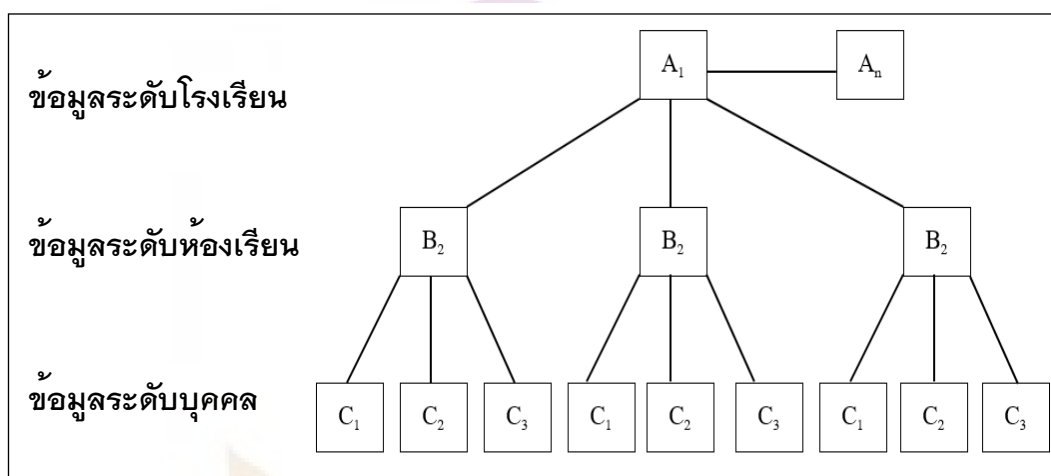 ข้อมูลระดับโรงเรียน A₁ Aₙ
ข้อมูลระดับห้องเรียน B₂ B₂ B₂
ข้อมูลระดับบุคคล C₁ C₂ C₃ C₁ C₂ C₃ C₁ C₂ C₃